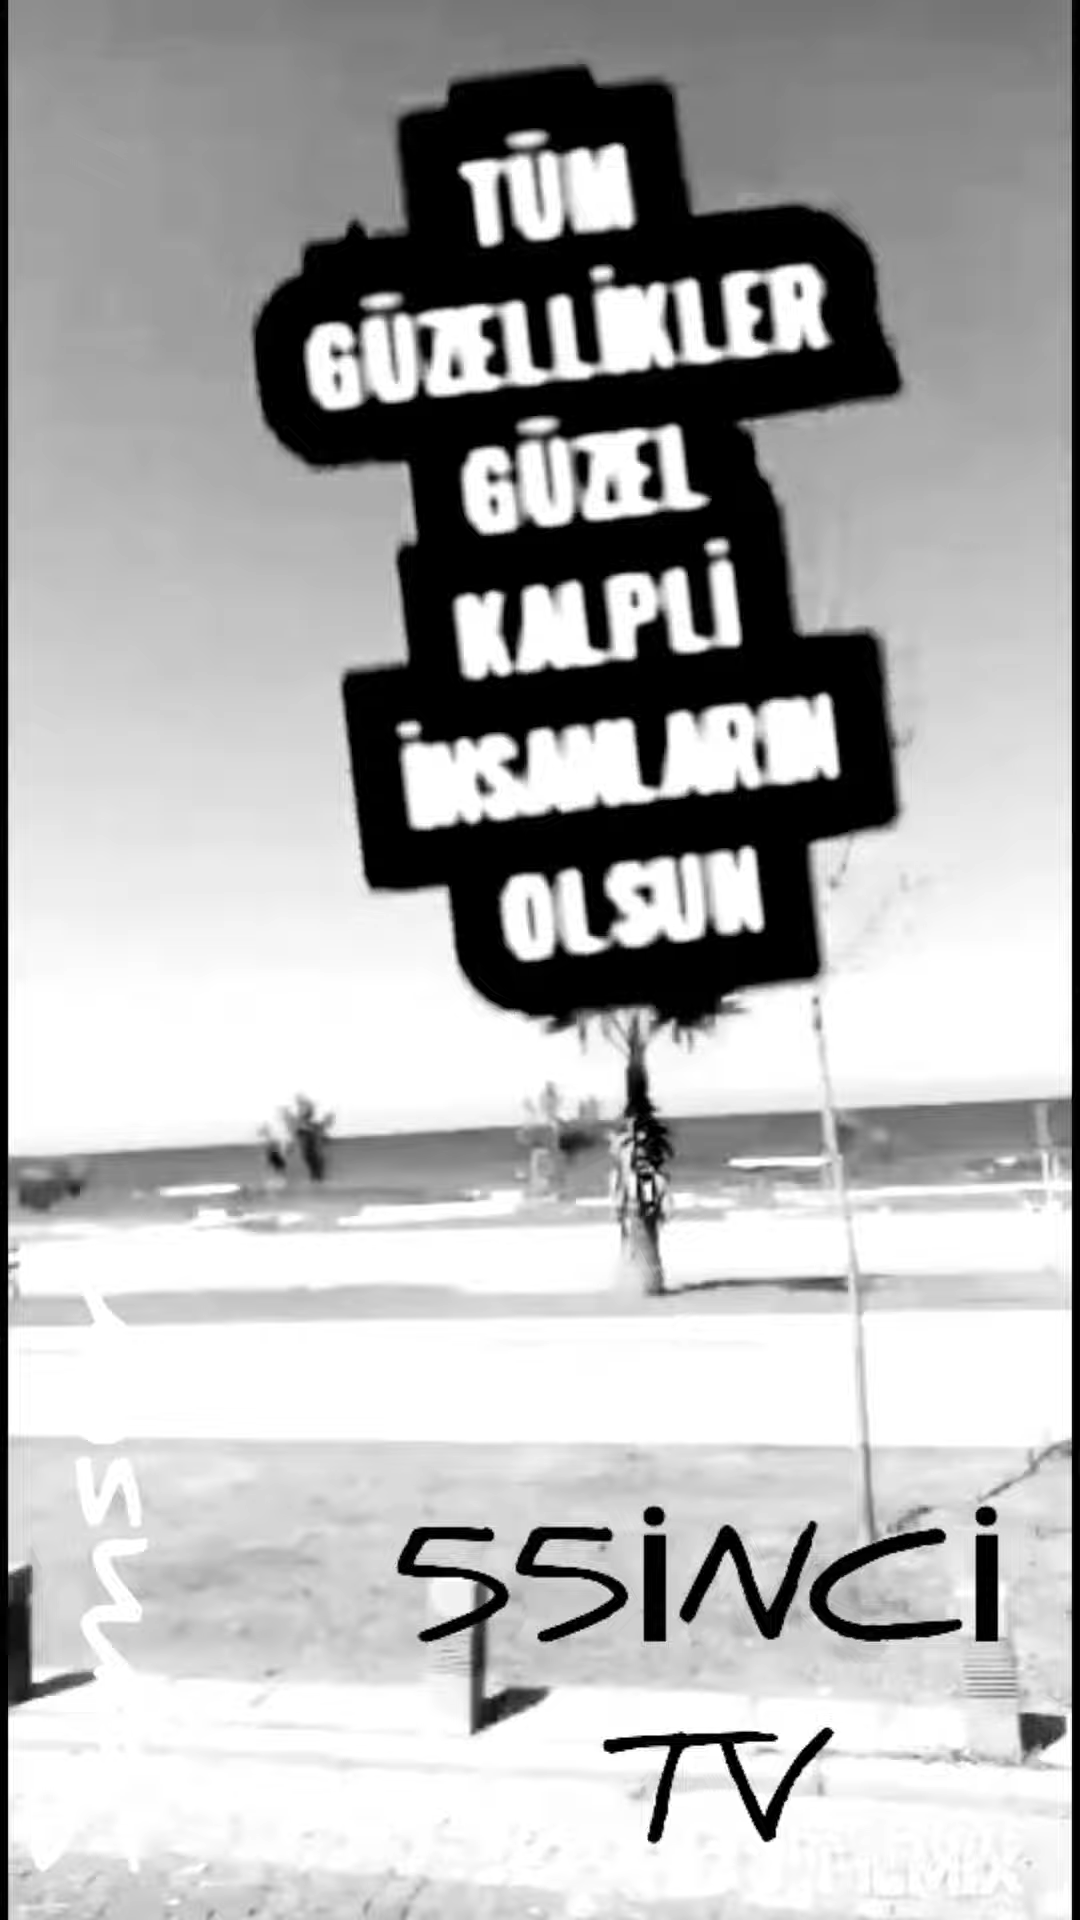 TÜM
GÜZELLİKLER
GÜZEL
KALPLİ
İNSANLARIN
OLSUN
55İNCİ
TV